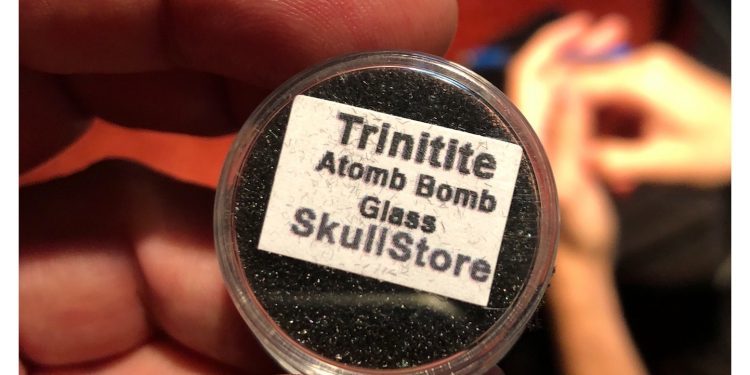 Trinitite
Atomb Bomb
Glass
SkullStore